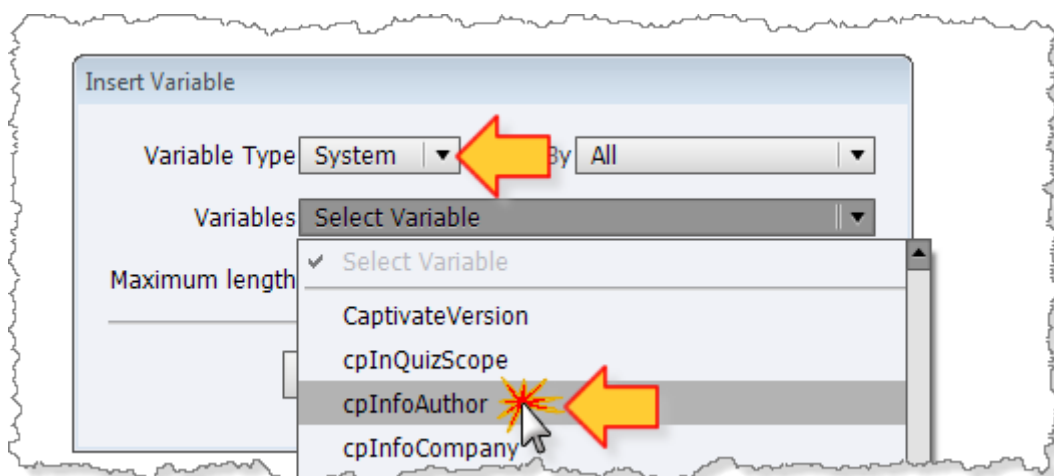 Insert Variable
Variable Type System By All
Variables Select Variable
Select Variable
Maximum length
CaptivateVersion
cpInQuizScope
cpInfoAuthor
cpInfoCompany